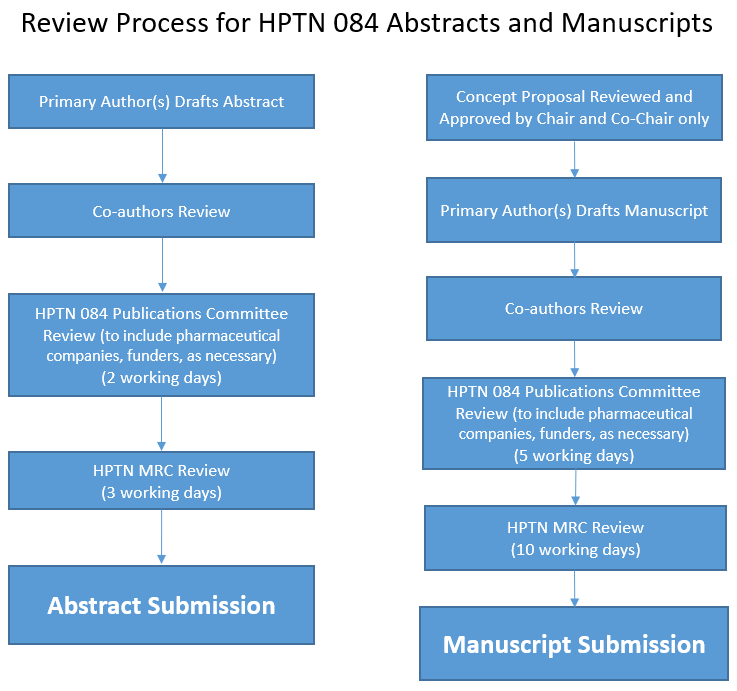 Review Process for HPTN 084 Abstracts and Manuscripts
Primary Author(s) Drafts Abstract
Co-authors Review
HPTN 084 Publications Committee
Review (to include pharmaceutical
companies, funders, as necessary)
(2 working days)
HPTN MRC Review
(3 working days)
Abstract Submission
Concept Proposal Reviewed and
Approved by Chair and Co-Chair only
Primary Author(s) Drafts Manuscript
Co-authors Review
HPTN 084 Publications Committee
Review (to include pharmaceutical
companies, funders, as necessary)
(5 working days)
HPTN MRC Review
(10 working days)
Manuscript Submission